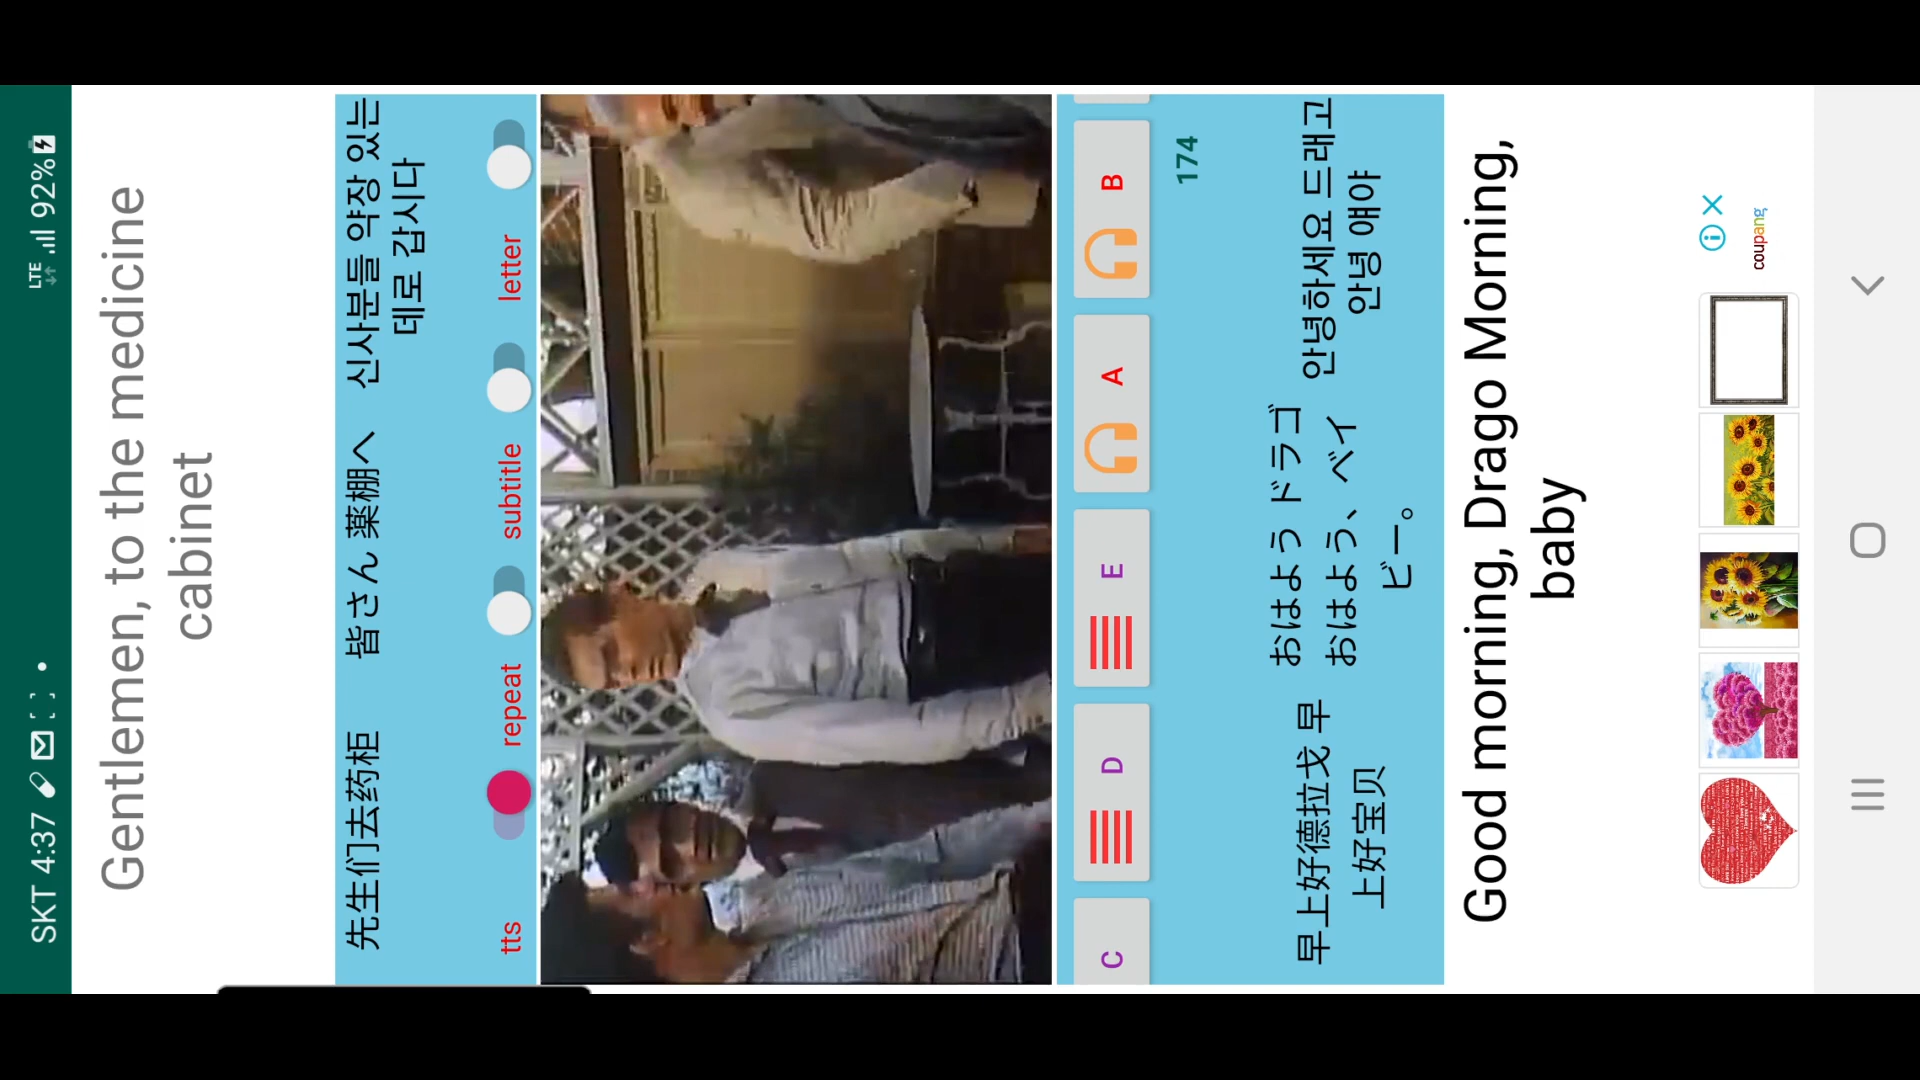 SKT 4:37
LTE
92%
Gentlemen, to the medicine
cabinet
先生们去药柜
皆さん 薬棚へ
신사분들 약장 있는
데로 갑시다
tts
repeat
subtitle
letter
C
D
E
A
B
174
早上好德拉戈 早
上好宝贝
おはよう ドラゴ
おはよう、ベイ
ビー。
안녕하세요 드래고
안녕 얘야
Good morning, Drago Morning,
baby
coupang